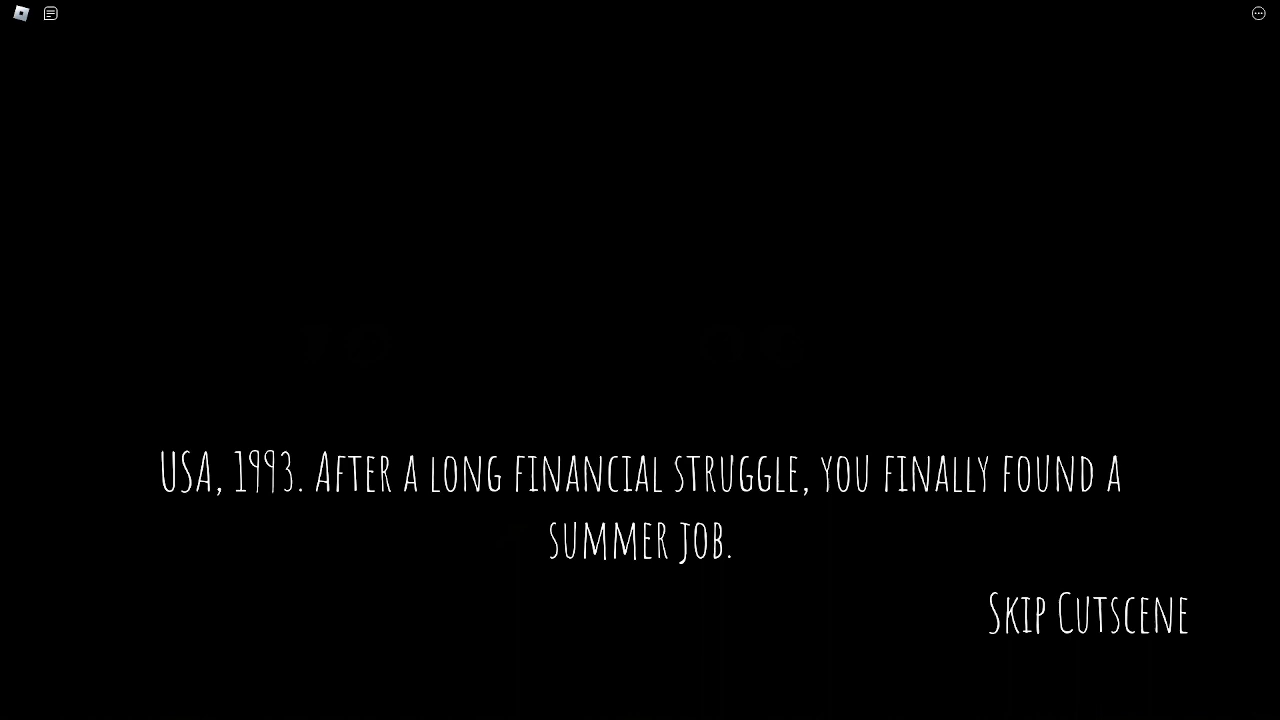 USA, 1993. After a long financial struggle, you finally found a
summer job.
Skip Cutscene